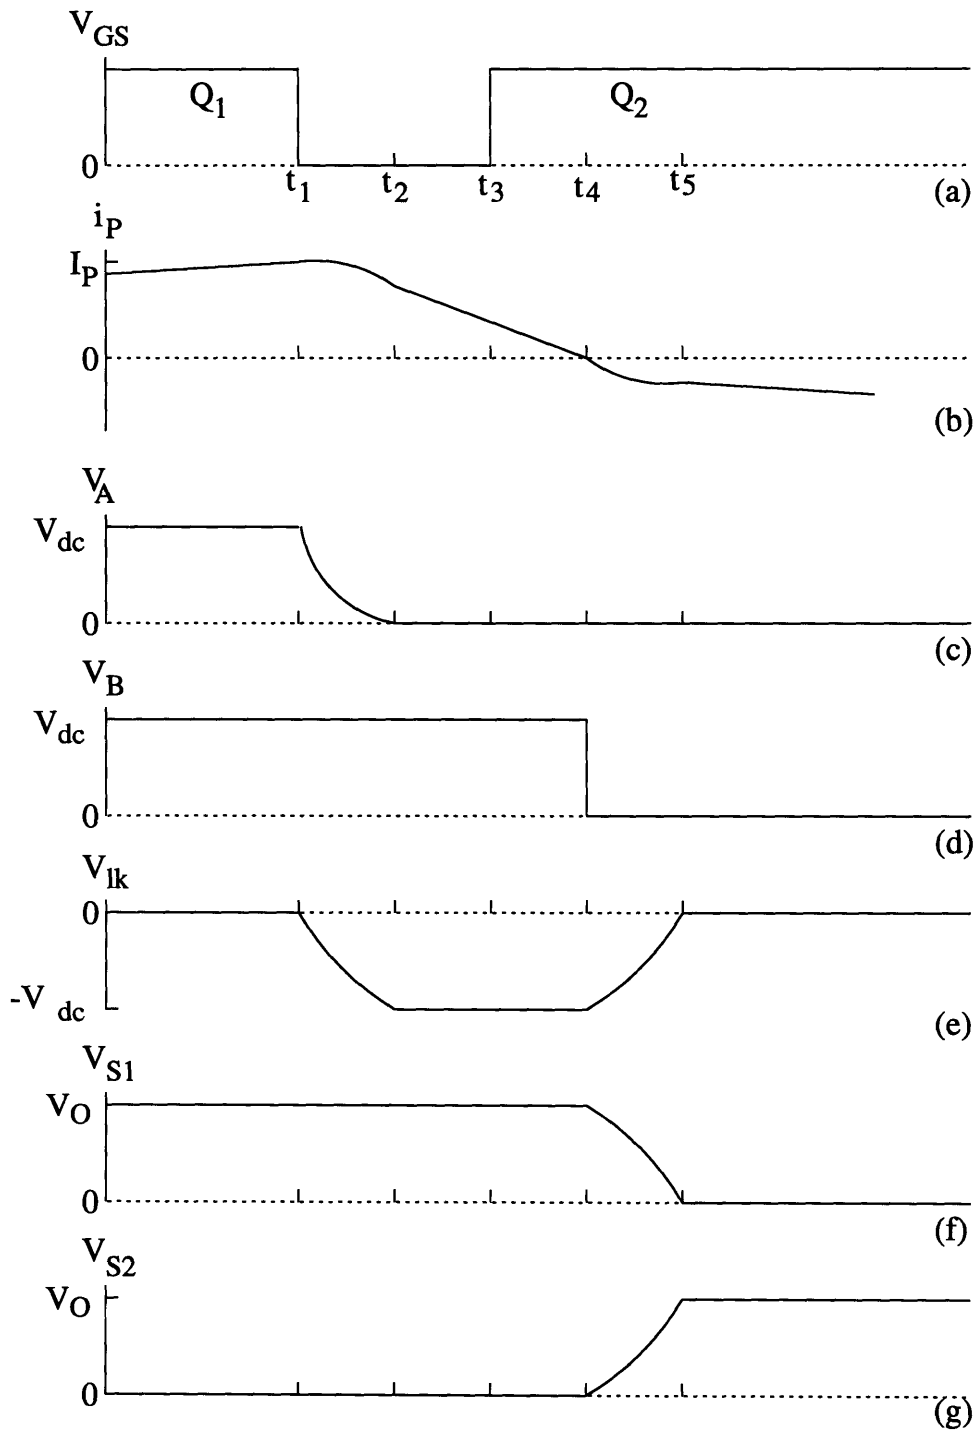 V_GS
Q_1 Q_2
0 t_1 t_2 t_3 t_4 t_5 (a)
i_P
I_P
0
(b)
V_A
V_dc
0
(c)
V_B
V_dc
0
(d)
V_lk
0
-V_dc
(e)
V_S1
V_O
0
(f)
V_S2
V_O
0
(g)